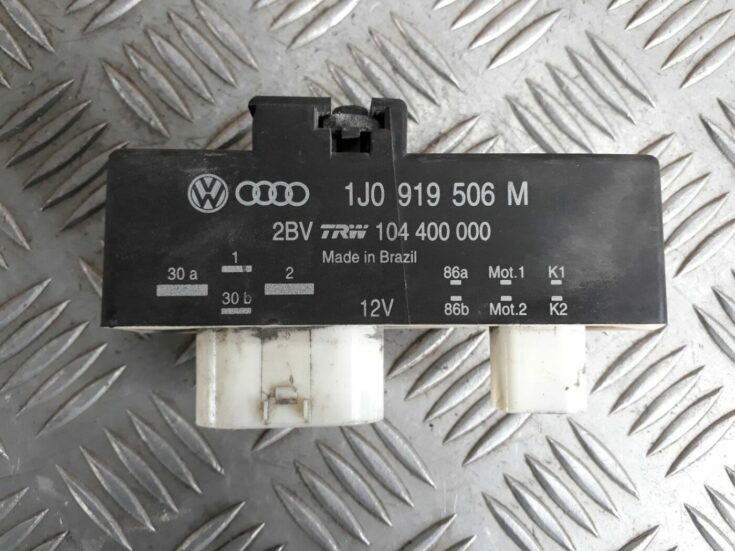 1J0 919 506 M
2BV TRW 104 400 000
Made in Brazil
30 a 1 2 86a Mot.1 K1
30 b 12V 86b Mot.2 K2